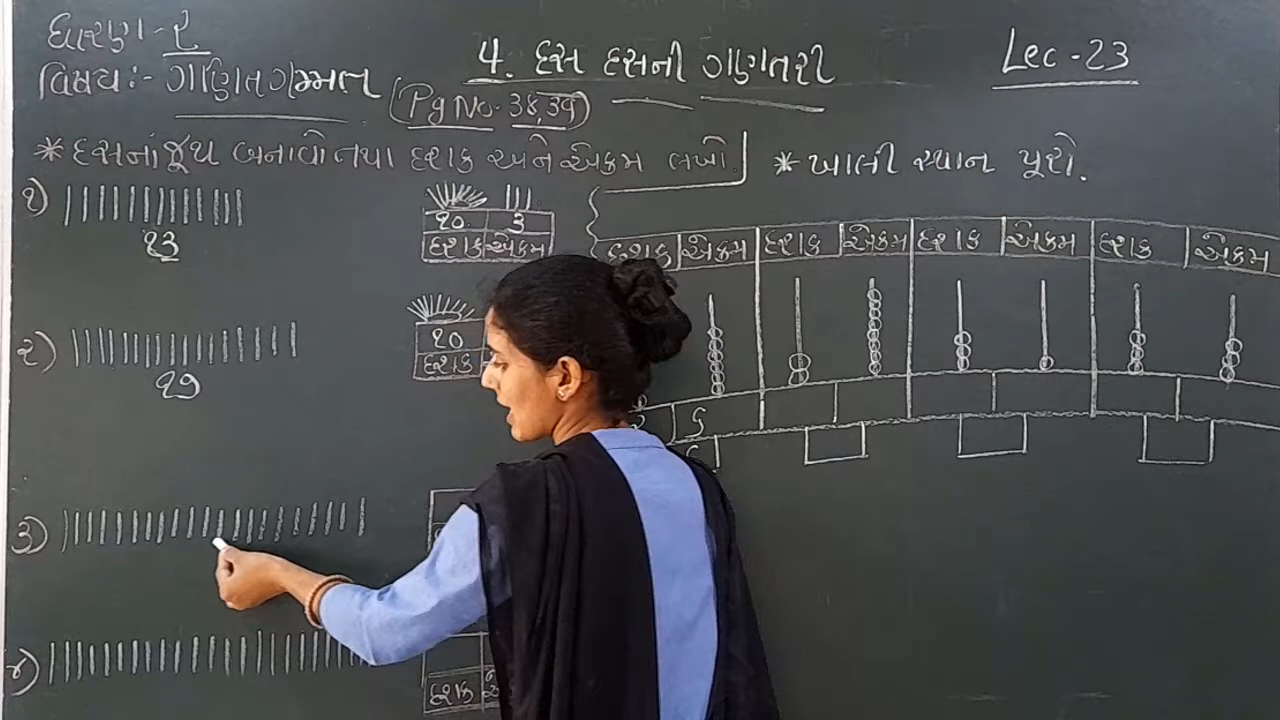 ધોરણ-૨
વિષય:- ગણિતગમ્મત
(Pg No. 38,39)
4. દસ દસની ગણતરી
Lec-23
* દસનાં જૂથ બનાવો તથા દશક અને એકમ લખો.
૧)
૧૩
૧૦ 3
દશક એકમ
૨)
૧૭
૧૦
દશક
૩)
૪)
દશક
* ખાલી સ્થાન પૂરો.
દશક એકમ દશક એકમ દશક એકમ દશક એકમ